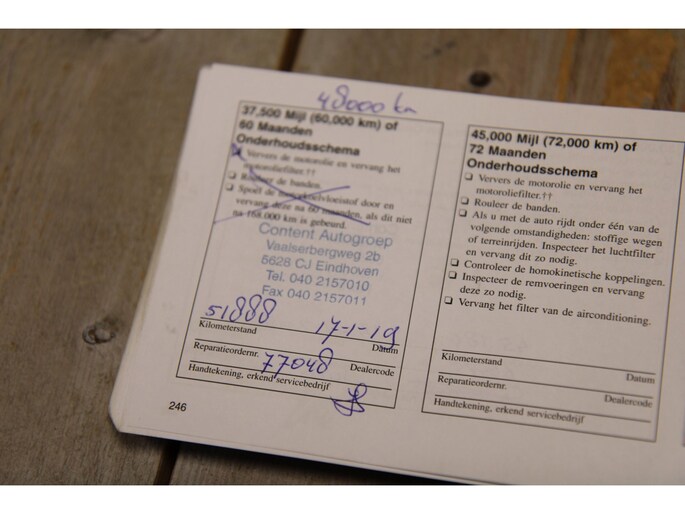 48000 km
37,500 Mijl (60,000 km) of
60 Maanden
Onderhoudsschema
Ververs de motorolie en vervang het
motoroliefilter.††
❑ Rouleer de banden.
❑ Spoel de motorkoelvloeistof door en
vervang deze na 60 maanden, als dit niet
na 168.000 km is gebeurd.
Content Autogroep
Vaalserbergweg 2b
5628 CJ Eindhoven
Tel. 040 2157010
Fax 040 2157011
51888 17-1-19
Kilometerstand Datum
77048
Reparatieordernr. Dealercode
Handtekening, erkend servicebedrijf
246
45,000 Mijl (72,000 km) of
72 Maanden
Onderhoudsschema
❑ Ververs de motorolie en vervang het
motoroliefilter.††
❑ Rouleer de banden.
❑ Als u met de auto rijdt onder één van de
volgende omstandigheden: stoffige wegen
of terreinrijden. Inspecteer het luchtfilter
en vervang dit zo nodig.
❑ Controleer de homokinetische koppelingen.
❑ Inspecteer de remvoeringen en vervang
deze zo nodig.
❑ Vervang het filter van de airconditioning.
Kilometerstand Datum
Reparatieordernr. Dealercode
Handtekening, erkend servicebedrijf